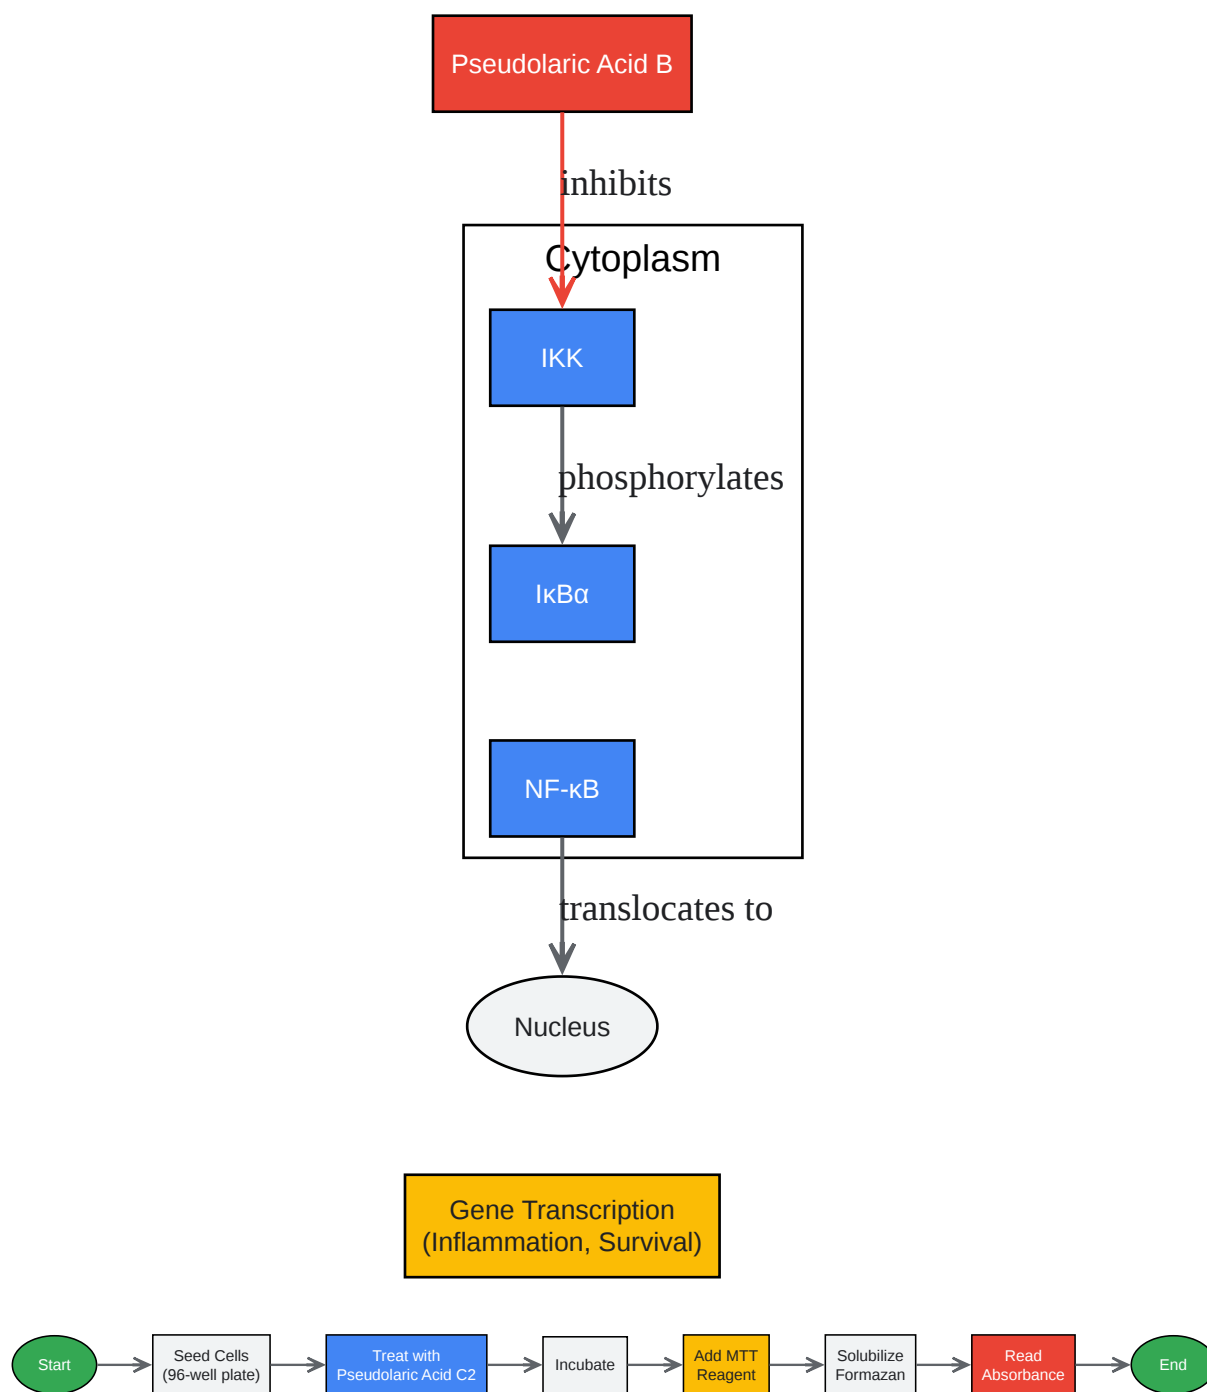 Pseudolaric Acid B
inhibits
Cytoplasm
IKK
phosphorylates
IκBα
NF-κB
translocates to
Nucleus
Gene Transcription
(Inflammation, Survival)
Start
Seed Cells
(96-well plate)
Treat with
Pseudolaric Acid C2
Incubate
Add MTT
Reagent
Solubilize
Formazan
Read
Absorbance
End